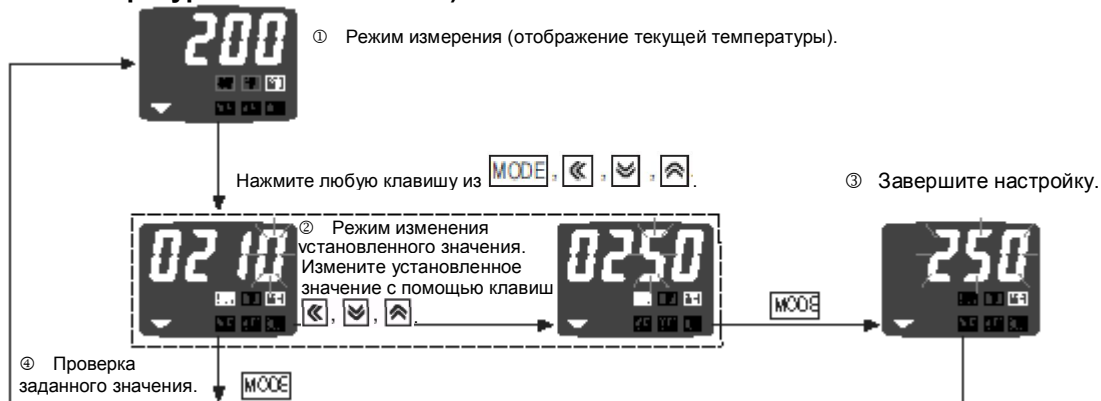 200
① Режим измерения (отображение текущей температуры).
Нажмите любую клавишу из MODE, «, , .
③ Завершите настройку.
0210
② Режим изменения
установленного значения.
Измените установленное
значение с помощью клавиш
«, , .
0250
MODE
250
④ Проверка
заданного значения.
MODE